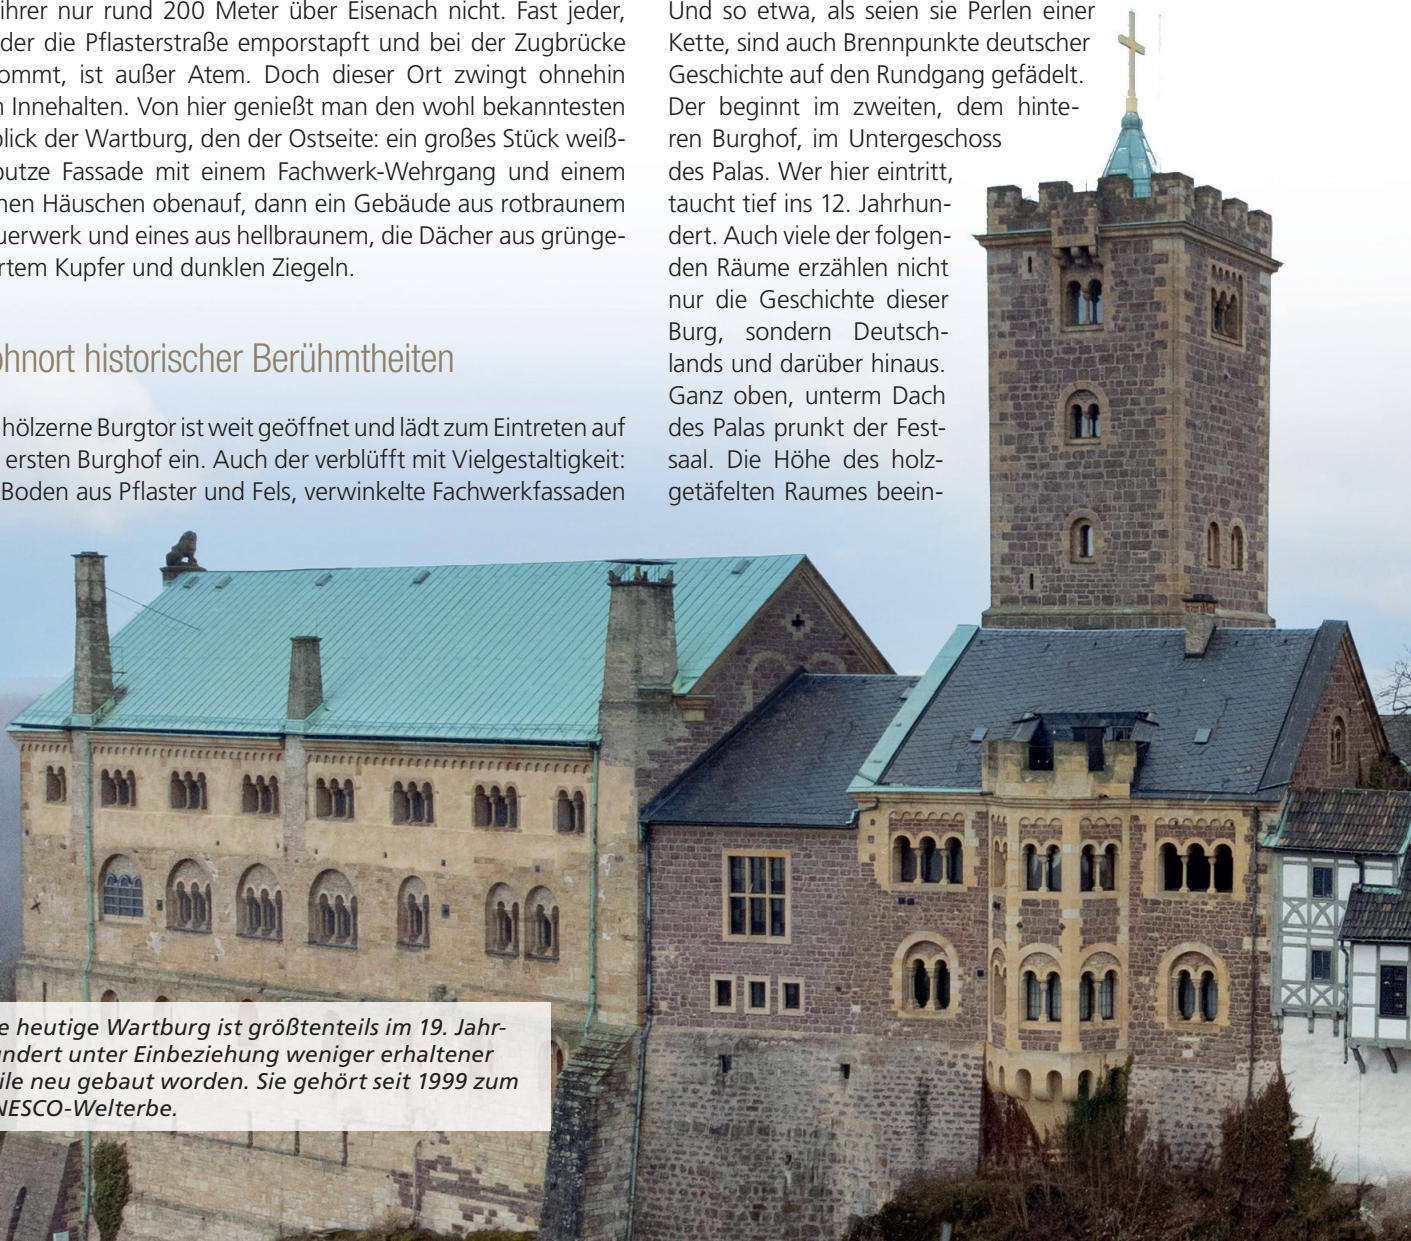 ihrer nur rund 200 Meter über Eisenach nicht. Fast jeder,
der die Pflasterstraße emporstapft und bei der Zugbrücke
ommt, ist außer Atem. Doch dieser Ort zwingt ohnehin
Innehalten. Von hier genießt man den wohl bekanntesten
lick der Wartburg, den der Ostseite: ein großes Stück weiß-
putze Fassade mit einem Fachwerk-Wehrgang und einem
nen Häuschen obenauf, dann ein Gebäude aus rotbraunem
uerwerk und eines aus hellbraunem, die Dächer aus grünge-
rtem Kupfer und dunklen Ziegeln.
ohnort historischer Berühmtheiten
hölzerne Burgtor ist weit geöffnet und lädt zum Eintreten auf
ersten Burghof ein. Auch der verblüfft mit Vielgestaltigkeit:
Boden aus Pflaster und Fels, verwinkelte Fachwerkfassaden
Und so etwa, als seien sie Perlen einer
Kette, sind auch Brennpunkte deutscher
Geschichte auf den Rundgang gefädelt.
Der beginnt im zweiten, dem hinte-
ren Burghof, im Untergeschoss
des Palas. Wer hier eintritt,
taucht tief ins 12. Jahrhun-
dert. Auch viele der folgen-
den Räume erzählen nicht
nur die Geschichte dieser
Burg, sondern Deutsch-
lands und darüber hinaus.
Ganz oben, unterm Dach
des Palas prunkt der Fest-
saal. Die Höhe des holz-
getäfelten Raumes beein-
e heutige Wartburg ist größtenteils im 19. Jahr-
undert unter Einbeziehung weniger erhaltener
ile neu gebaut worden. Sie gehört seit 1999 zum
NESCO-Welterbe.